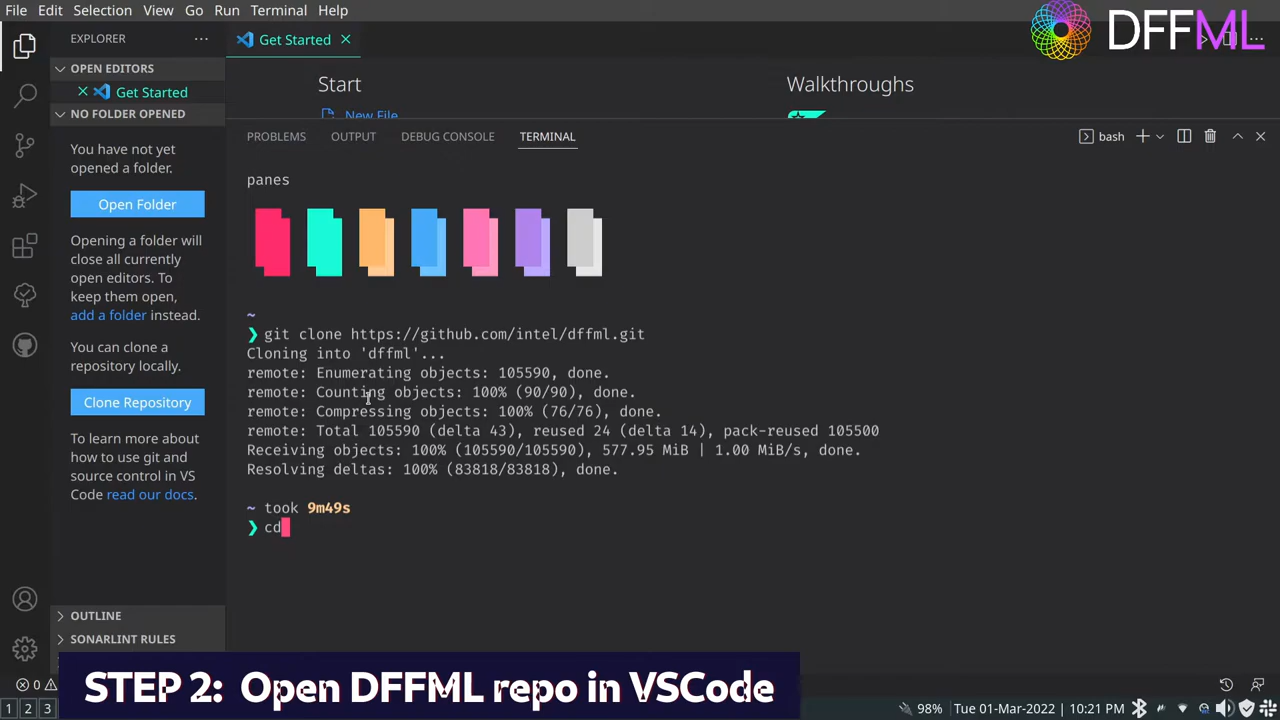 File Edit Selection View Go Run Terminal Help
EXPLORER
Get Started
DFFML
OPEN EDITORS
Get Started
NO FOLDER OPENED
You have not yet
opened a folder.
Open Folder
Opening a folder will
close all currently
open editors. To
keep them open,
add a folder instead.
You can clone a
repository locally.
Clone Repository
To learn more about
how to use git and
source control in VS
Code read our docs.
OUTLINE
SONARLINT RULES
Start
Walkthroughs
New File...
PROBLEMS OUTPUT DEBUG CONSOLE TERMINAL
bash
panes
~
❯ git clone https://github.com/intel/dffml.git
Cloning into 'dffml'...
remote: Enumerating objects: 105590, done.
remote: Counting objects: 100% (90/90), done.
remote: Compressing objects: 100% (76/76), done.
remote: Total 105590 (delta 43), reused 24 (delta 14), pack-reused 105500
Receiving objects: 100% (105590/105590), 577.95 MiB | 1.00 MiB/s, done.
Resolving deltas: 100% (83818/83818), done.
~ took 9m49s
❯ cd
0
STEP 2: Open DFFML repo in VSCode
1 2 3
98% Tue 01-Mar-2022 10:21 PM